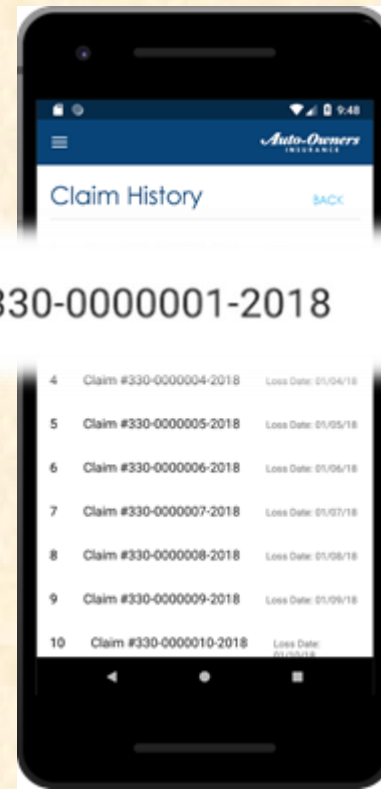 9:48
Auto-Owners
INSURANCE
Claim History
BACK
330-0000001-2018
4 Claim #330-0000004-2018 Loss Date: 01/04/18
5 Claim #330-0000005-2018 Loss Date: 01/05/18
6 Claim #330-0000006-2018 Loss Date: 01/06/18
7 Claim #330-0000007-2018 Loss Date: 01/07/18
8 Claim #330-0000008-2018 Loss Date: 01/08/18
9 Claim #330-0000009-2018 Loss Date: 01/09/18
10 Claim #330-0000010-2018 Loss Date:
01/10/18